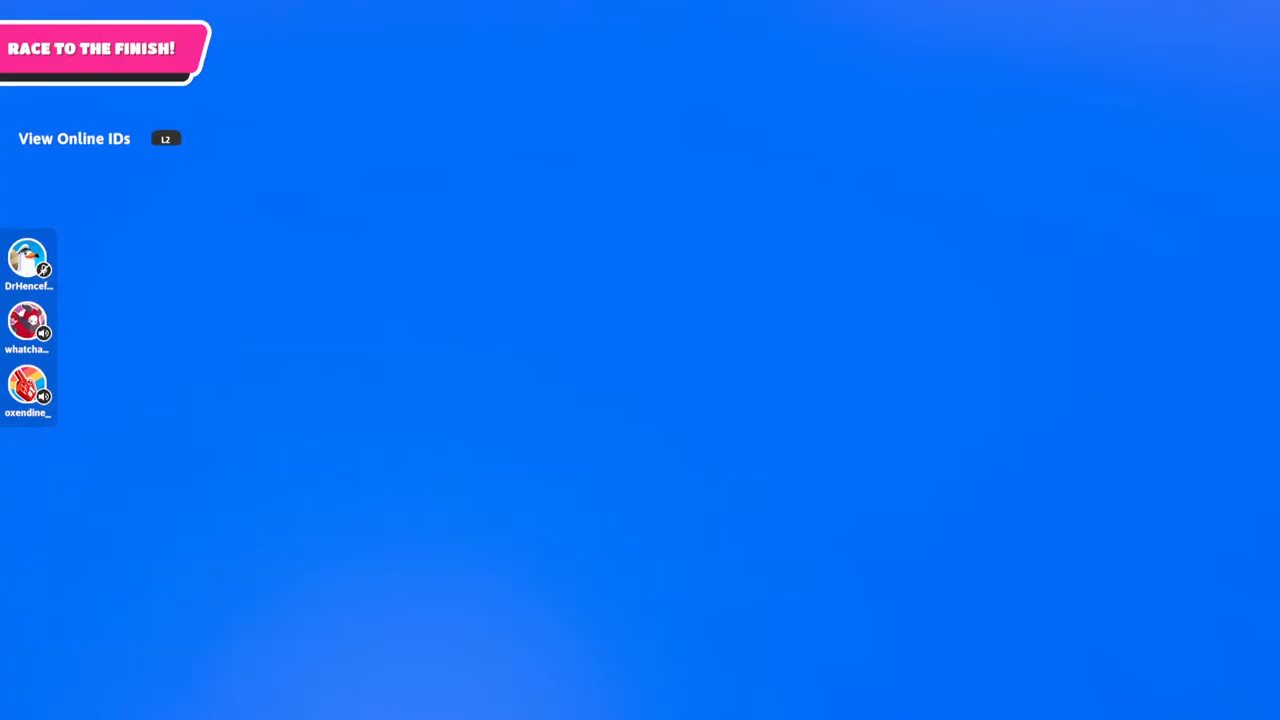 RACE TO THE FINISH!
View Online IDs L2
DrHencef...
whatcha...
oxendine_